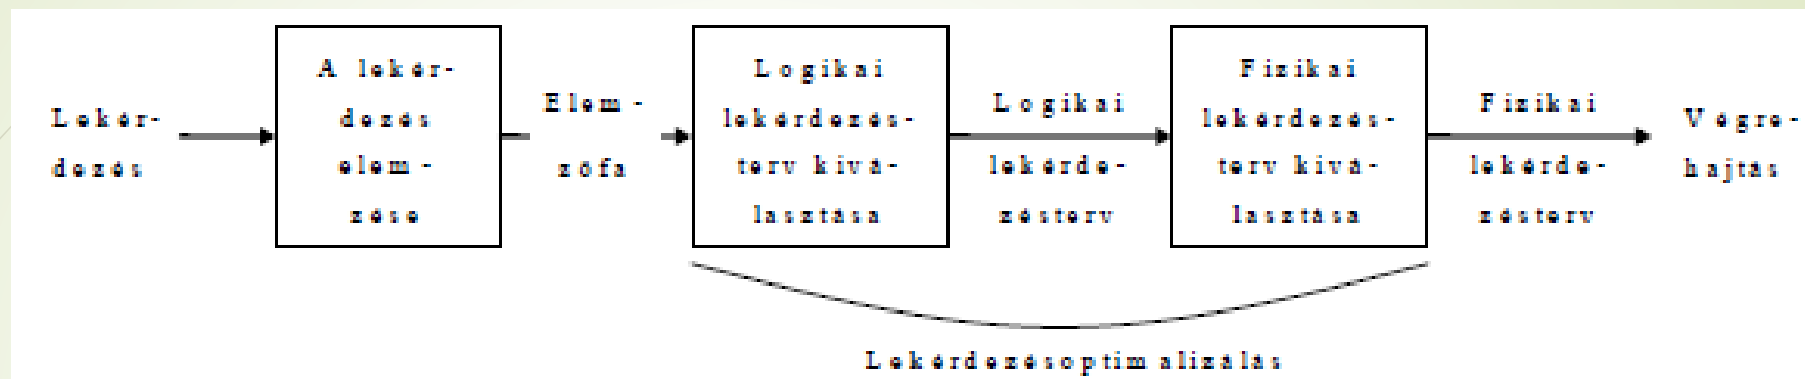 Lekér-
dezés
A lekér-
dezés
elem-
zése
Elem-
zőfa
Logikai
lekérdezés-
terv kivá-
lasztása
Logikai
lekérde-
zésterv
Fizikai
lekérdezés-
terv kivá-
lasztása
Fizikai
lekérde-
zésterv
Végre-
hajtás
Lekérdezésoptimalizálás